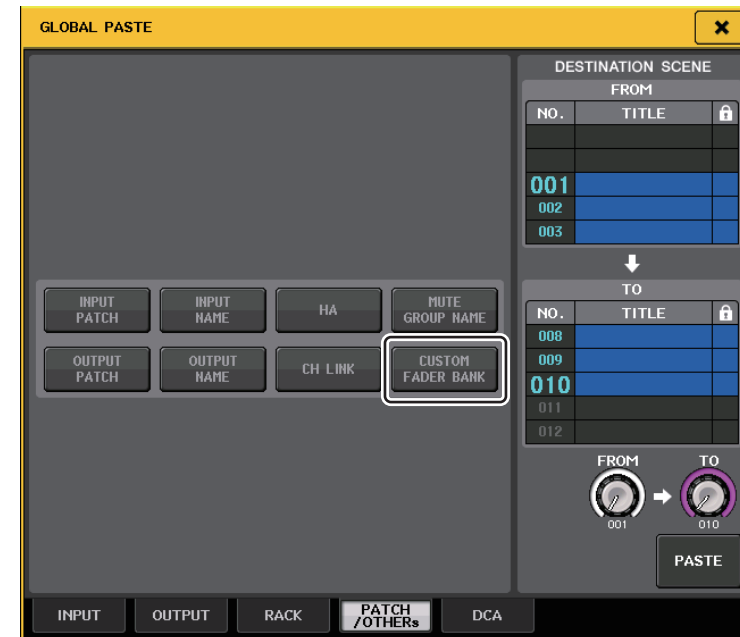 GLOBAL PASTE
INPUT PATCH
INPUT NAME
HA
MUTE GROUP NAME
OUTPUT PATCH
OUTPUT NAME
CH LINK
CUSTOM FADER BANK
DESTINATION SCENE
FROM
NO. TITLE
001
002
003
TO
NO. TITLE
008
009
010
011
012
FROM TO
001 010
PASTE
INPUT OUTPUT RACK PATCH /OTHERs DCA